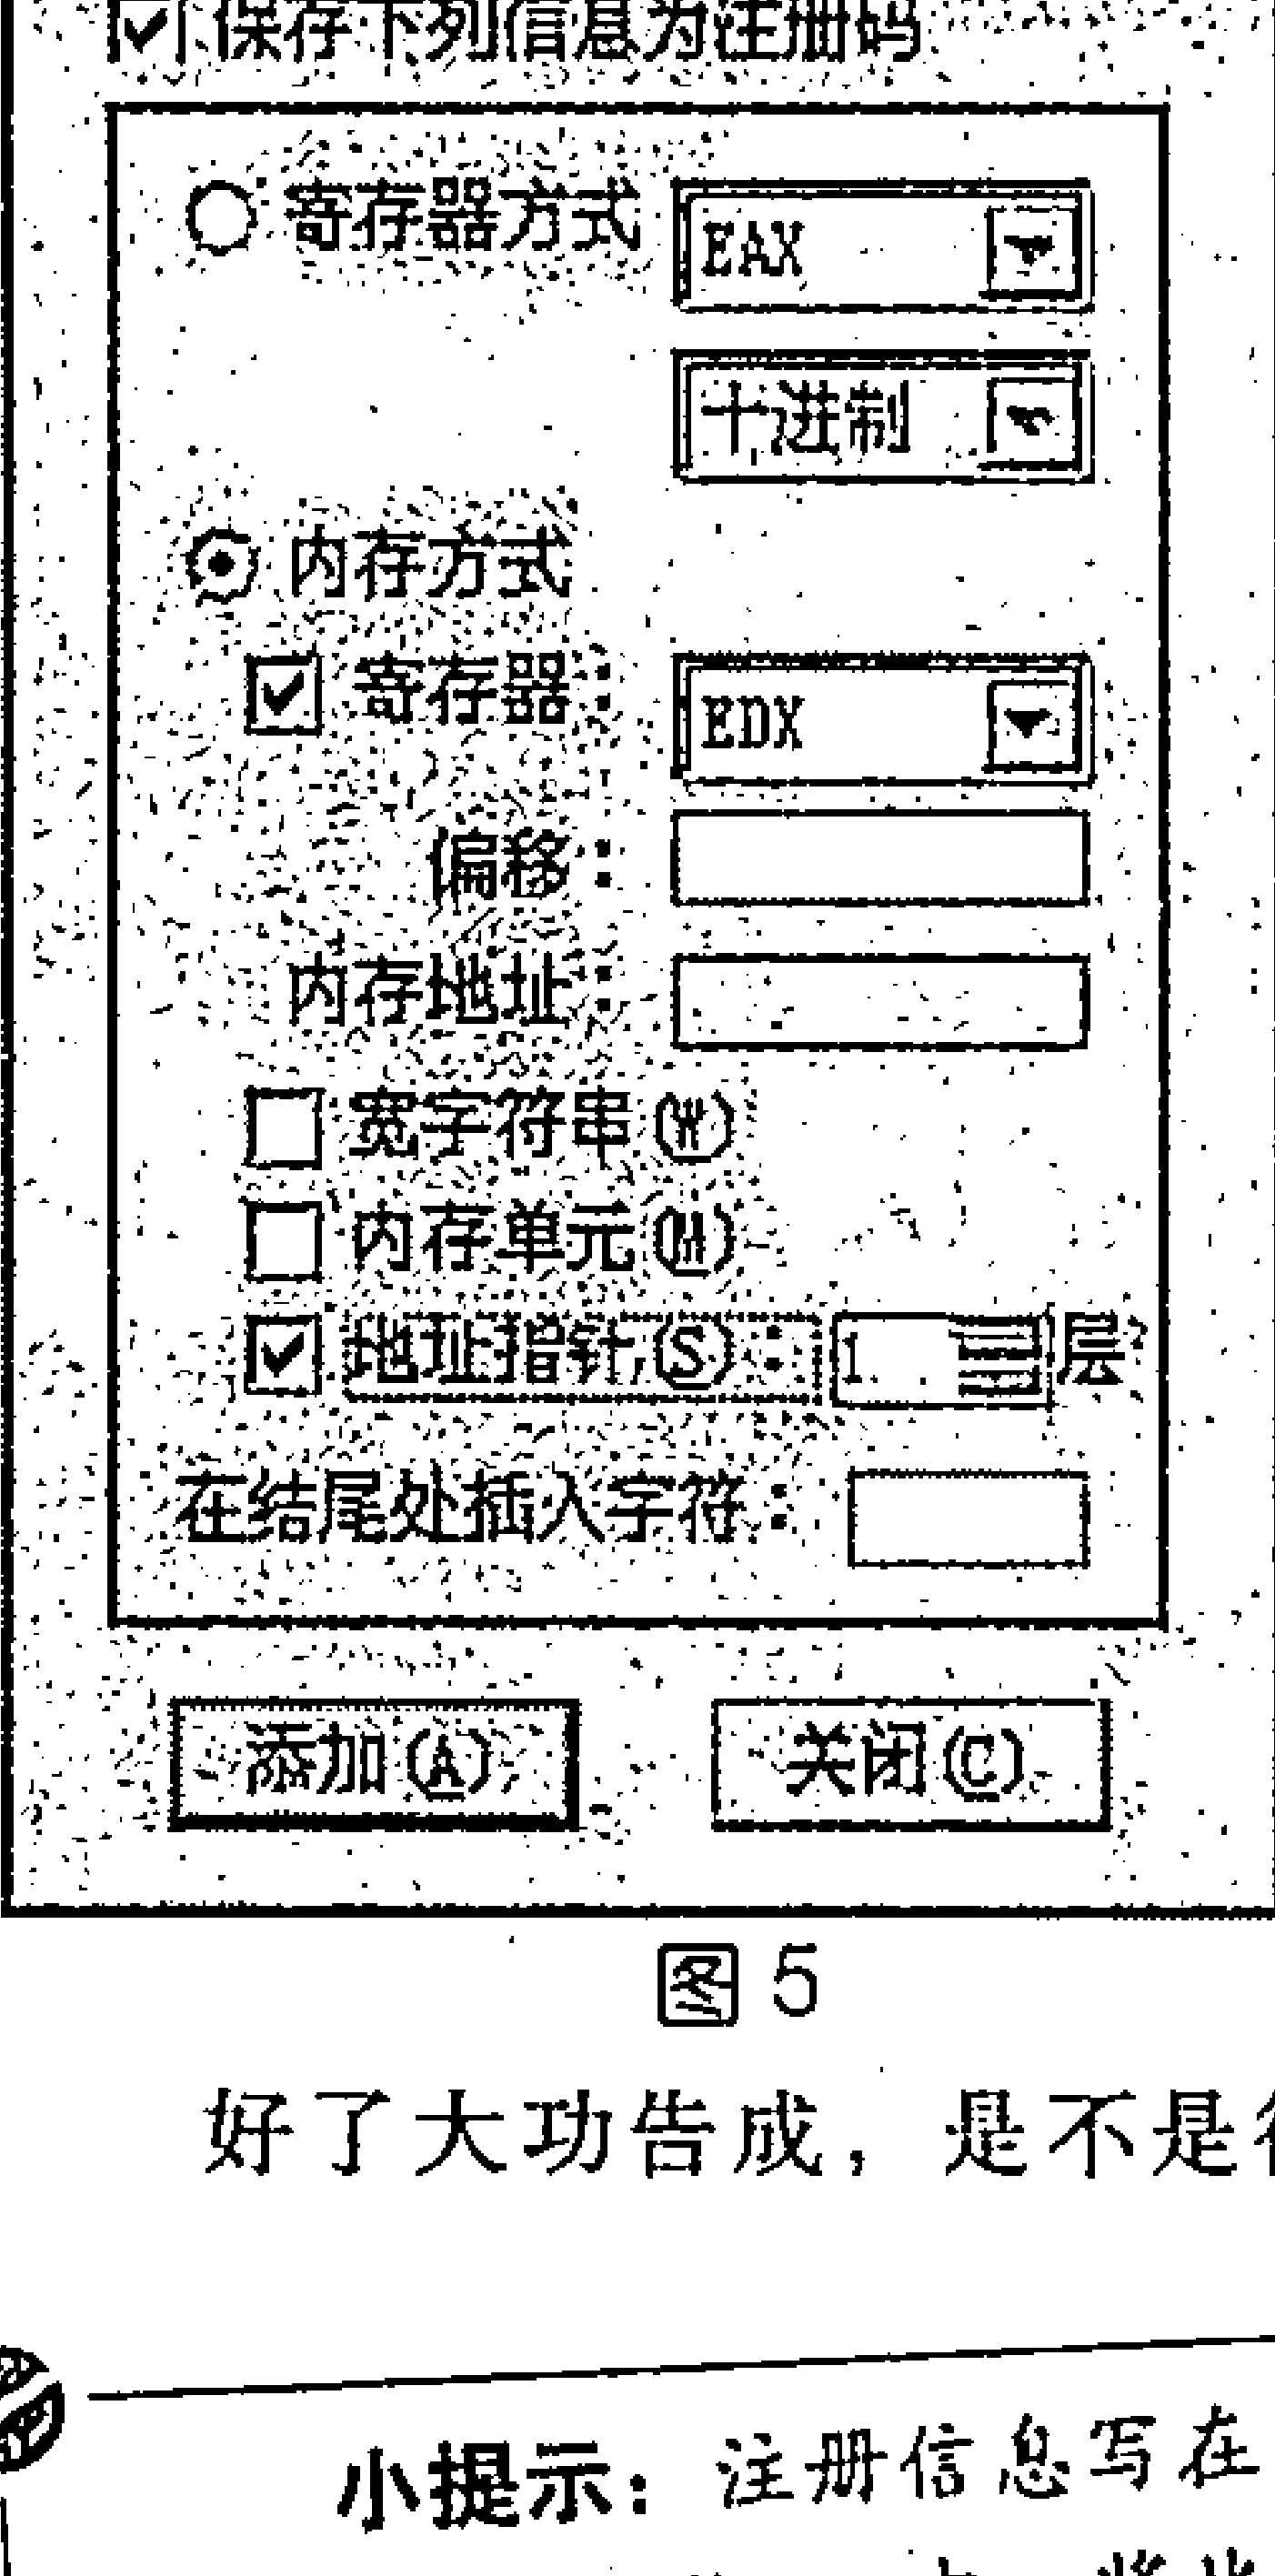 保存下列信息为注册码
寄存器方式 EAX
十进制
内存方式
寄存器： EDX
偏移：
内存地址：
宽字符串(W)
内存单元(M)
地址指针(S)： 1 层
在结尾处插入字符：
添加(A) 关闭(C)
图 5
好了大功告成，是不是
小提示：注册信息写在